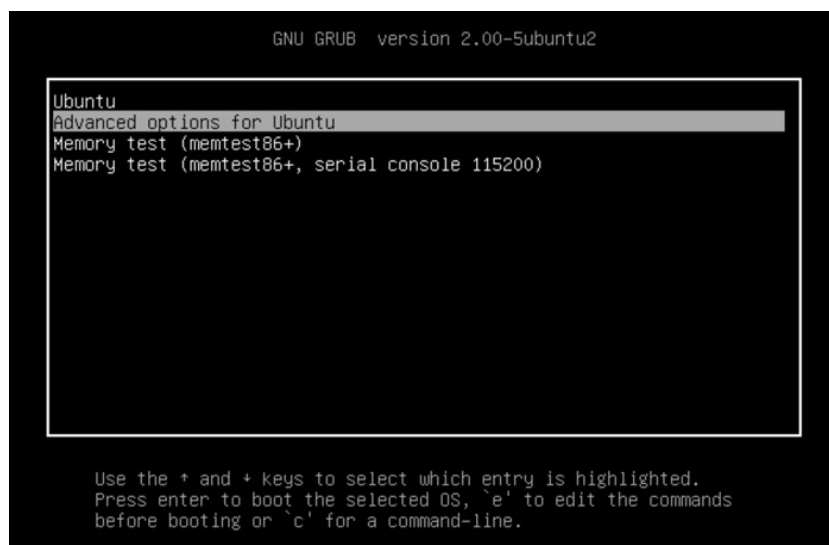 GNU GRUB  version 2.00-5ubuntu2
Ubuntu
Advanced options for Ubuntu
Memory test (memtest86+)
Memory test (memtest86+, serial console 115200)
Use the ↑ and ↓ keys to select which entry is highlighted.
Press enter to boot the selected OS, `e' to edit the commands
before booting or `c' for a command-line.